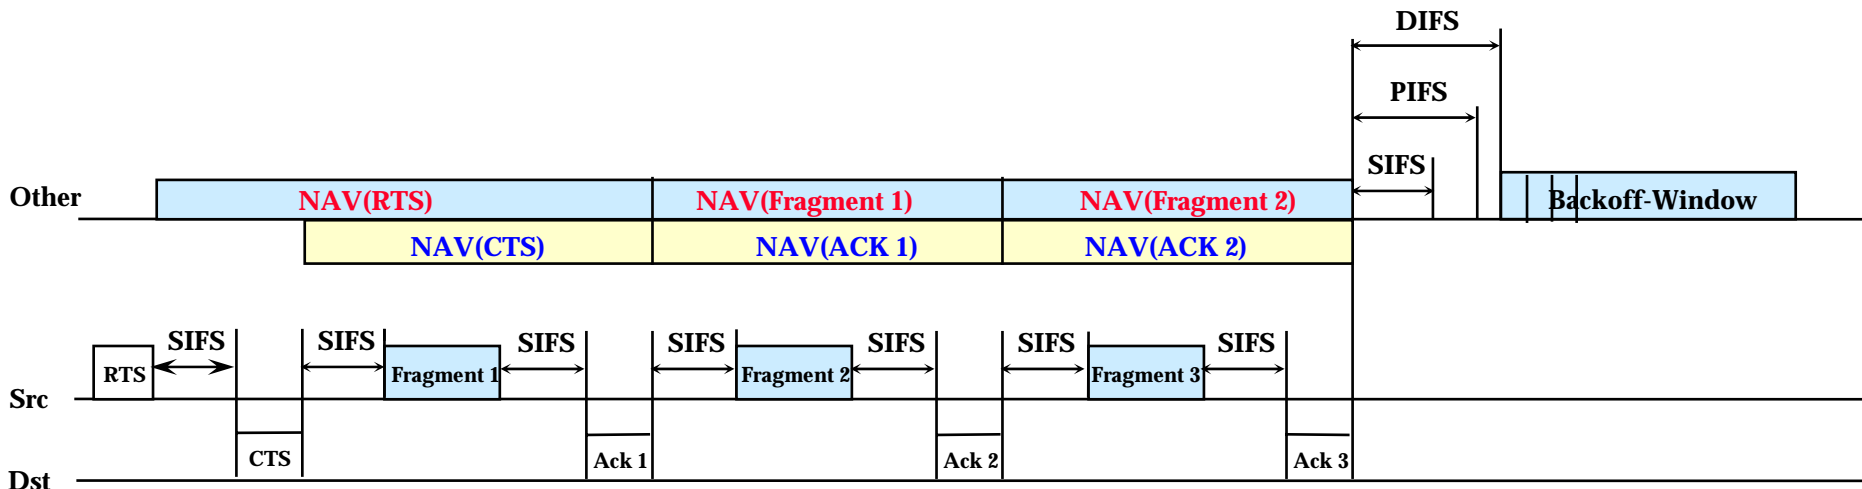 DIFS
PIFS
SIFS
Other NAV(RTS) NAV(Fragment 1) NAV(Fragment 2) Backoff-Window
NAV(CTS) NAV(ACK 1) NAV(ACK 2)
SIFS SIFS SIFS SIFS SIFS SIFS SIFS
RTS Fragment 1 Fragment 2 Fragment 3
Src
CTS Ack 1 Ack 2 Ack 3
Dst